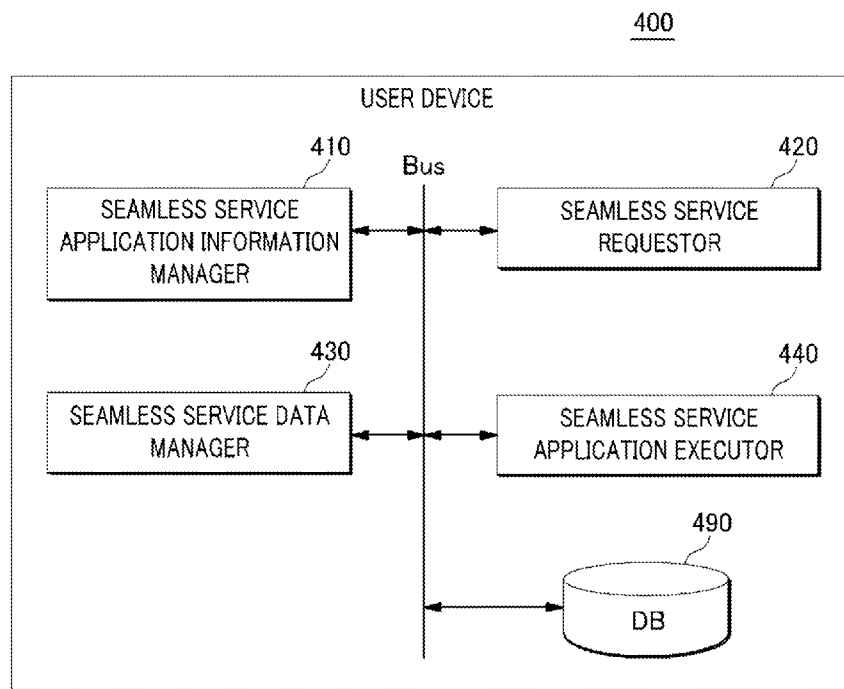 400
USER DEVICE
410
Bus
420
SEAMLESS SERVICE
APPLICATION INFORMATION
MANAGER
SEAMLESS SERVICE
REQUESTOR
430
440
SEAMLESS SERVICE DATA
MANAGER
SEAMLESS SERVICE
APPLICATION EXECUTOR
490
DB